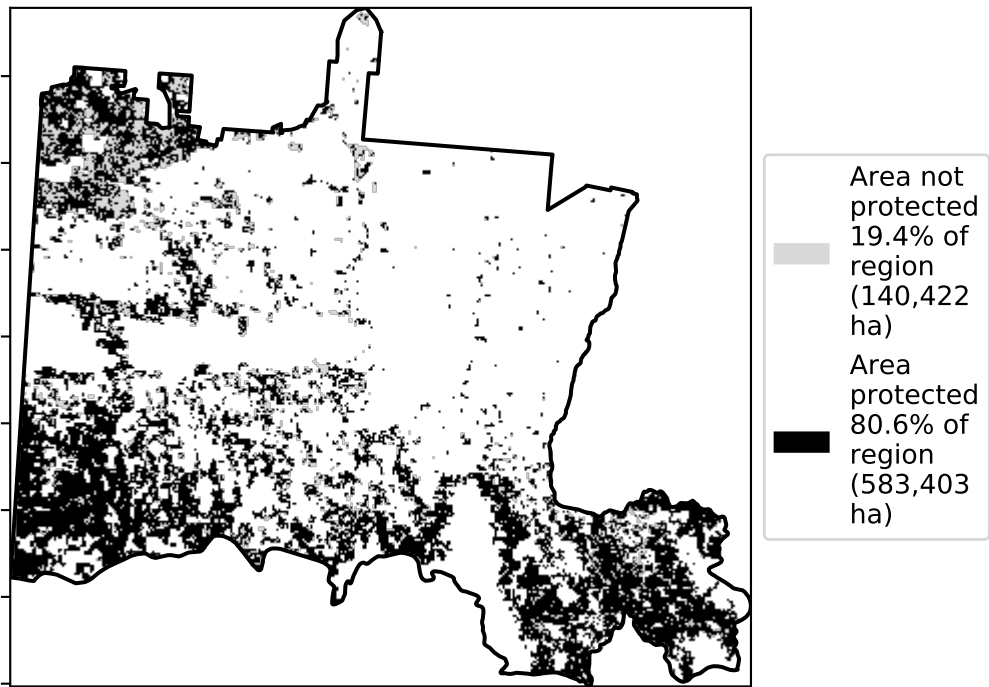 Area not
protected
19.4% of
region
(140,422
ha)
Area
protected
80.6% of
region
(583,403
ha)